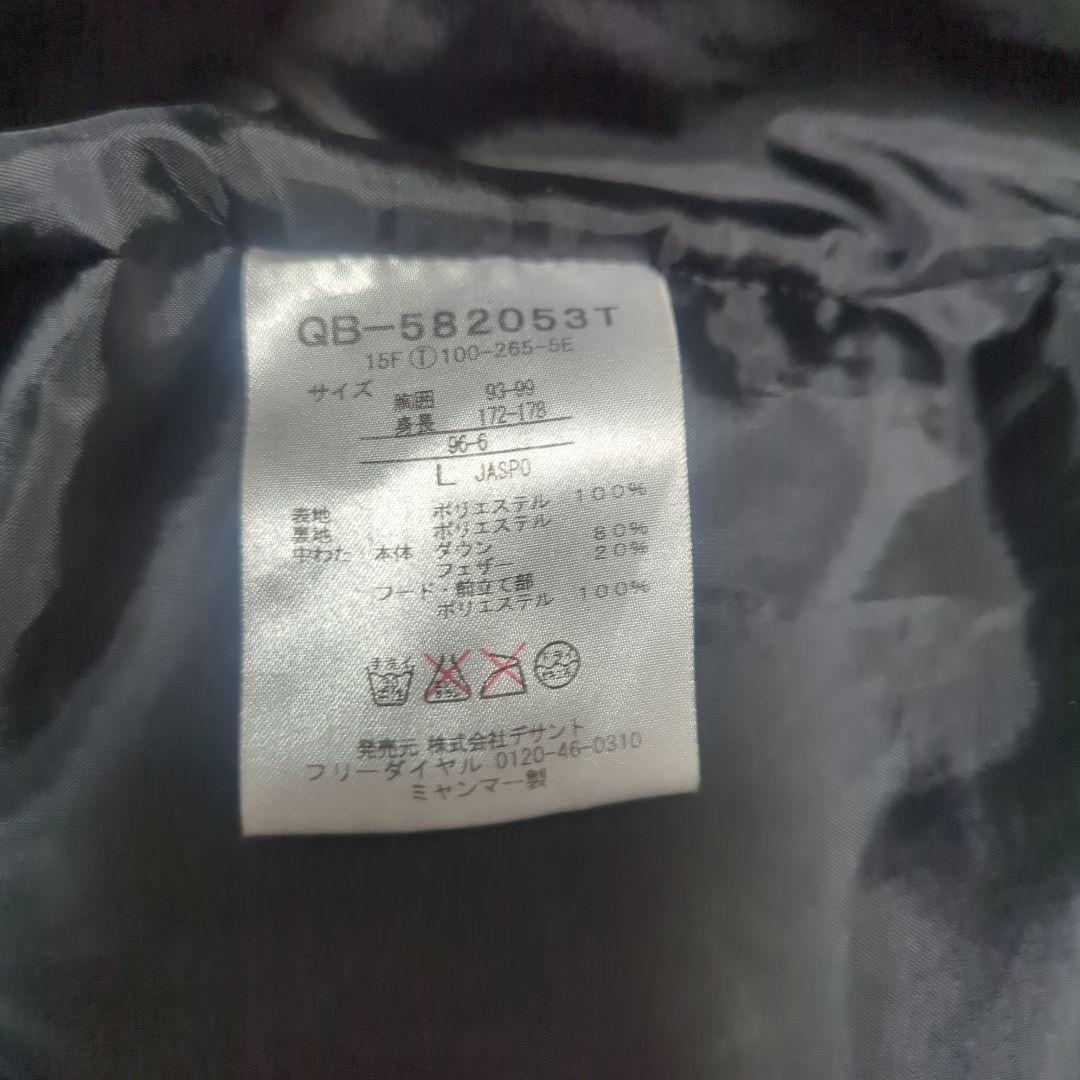 QB-582053T
15F Ⓣ100-265-5E
サイズ 胸囲 93-99
身長 172-178
96-6
L JASPO
表地 ポリエステル 100%
裏地 ポリエステル
中わた 本体 ダウン 80%
フェザー 20%
フード・前立て部
ポリエステル 100%
発売元 株式会社デサント
フリーダイヤル 0120-46-0310
ミャンマー製